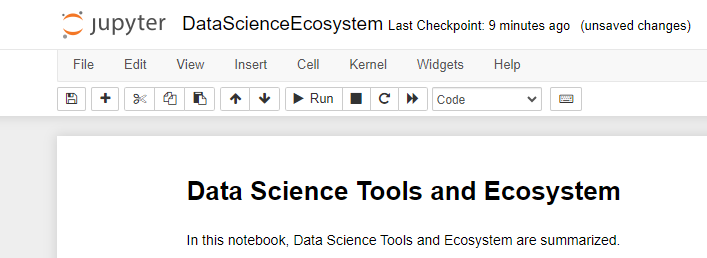 jupyter DataScienceEcosystem Last Checkpoint: 9 minutes ago (unsaved changes)
File Edit View Insert Cell Kernel Widgets Help
Run Code
Data Science Tools and Ecosystem
In this notebook, Data Science Tools and Ecosystem are summarized.